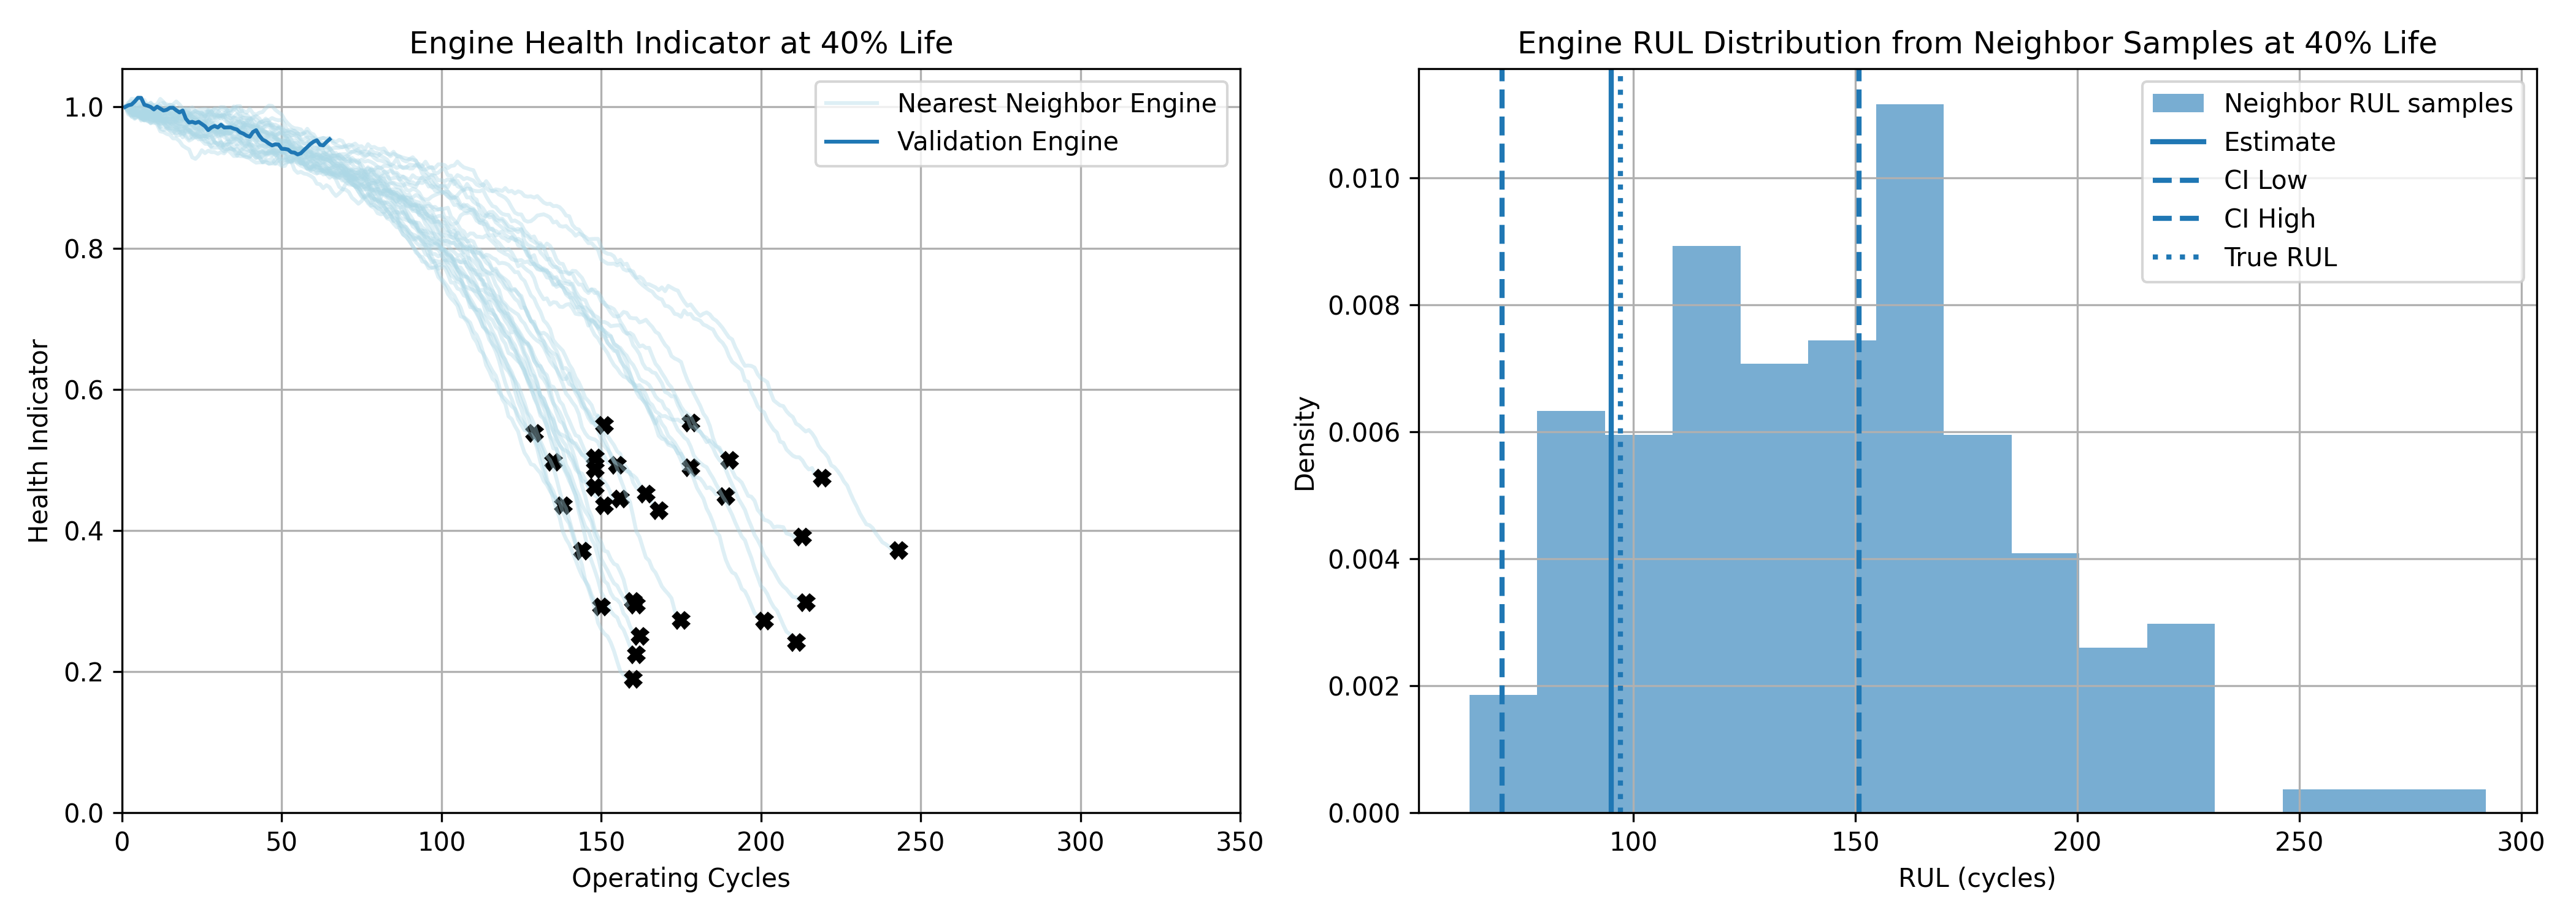 Engine Health Indicator at 40% Life
Health Indicator
1.0
0.8
0.6
0.4
0.2
0.0
0 50 100 150 200 250 300 350
Operating Cycles
Nearest Neighbor Engine
Validation Engine
Engine RUL Distribution from Neighbor Samples at 40% Life
Density
0.010
0.008
0.006
0.004
0.002
0.000
100 150 200 250 300
RUL (cycles)
Neighbor RUL samples
Estimate
CI Low
CI High
True RUL